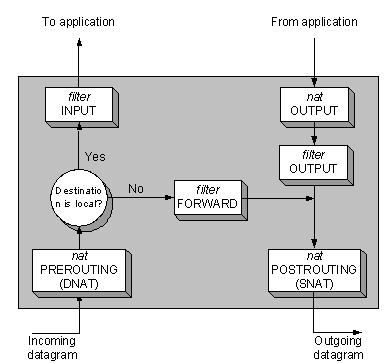 To application
From application
filter
INPUT
nat
OUTPUT
filter
OUTPUT
Yes
Destinatio
n is local?
No
filter
FORWARD
nat
PREROUTING
(DNAT)
nat
POSTROUTING
(SNAT)
Incoming
datagram
Outgoing
datagram